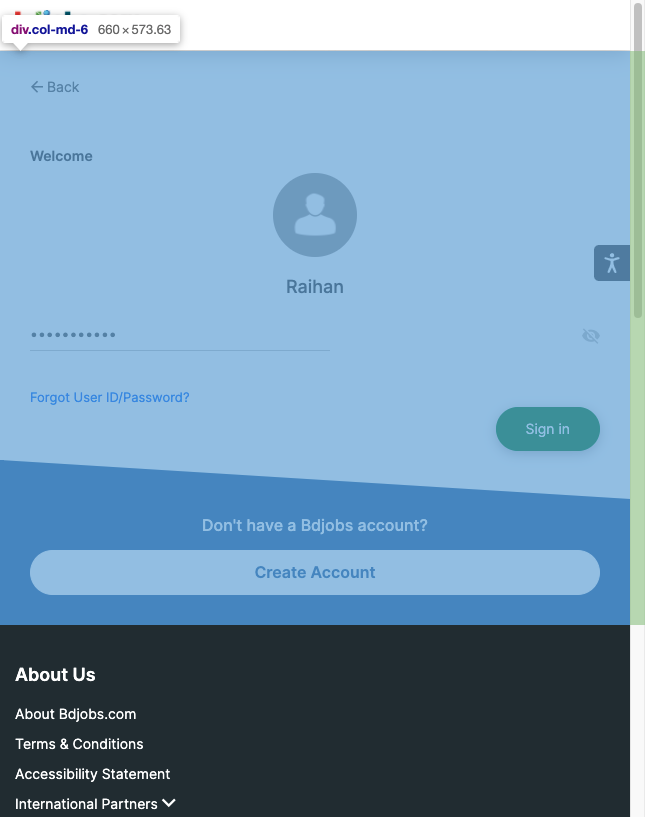 div.col-md-6 660 × 573.63
← Back
Welcome
Raihan
•••••••••••
Forgot User ID/Password?
Sign in
Don't have a Bdjobs account?
Create Account
About Us
About Bdjobs.com
Terms & Conditions
Accessibility Statement
International Partners